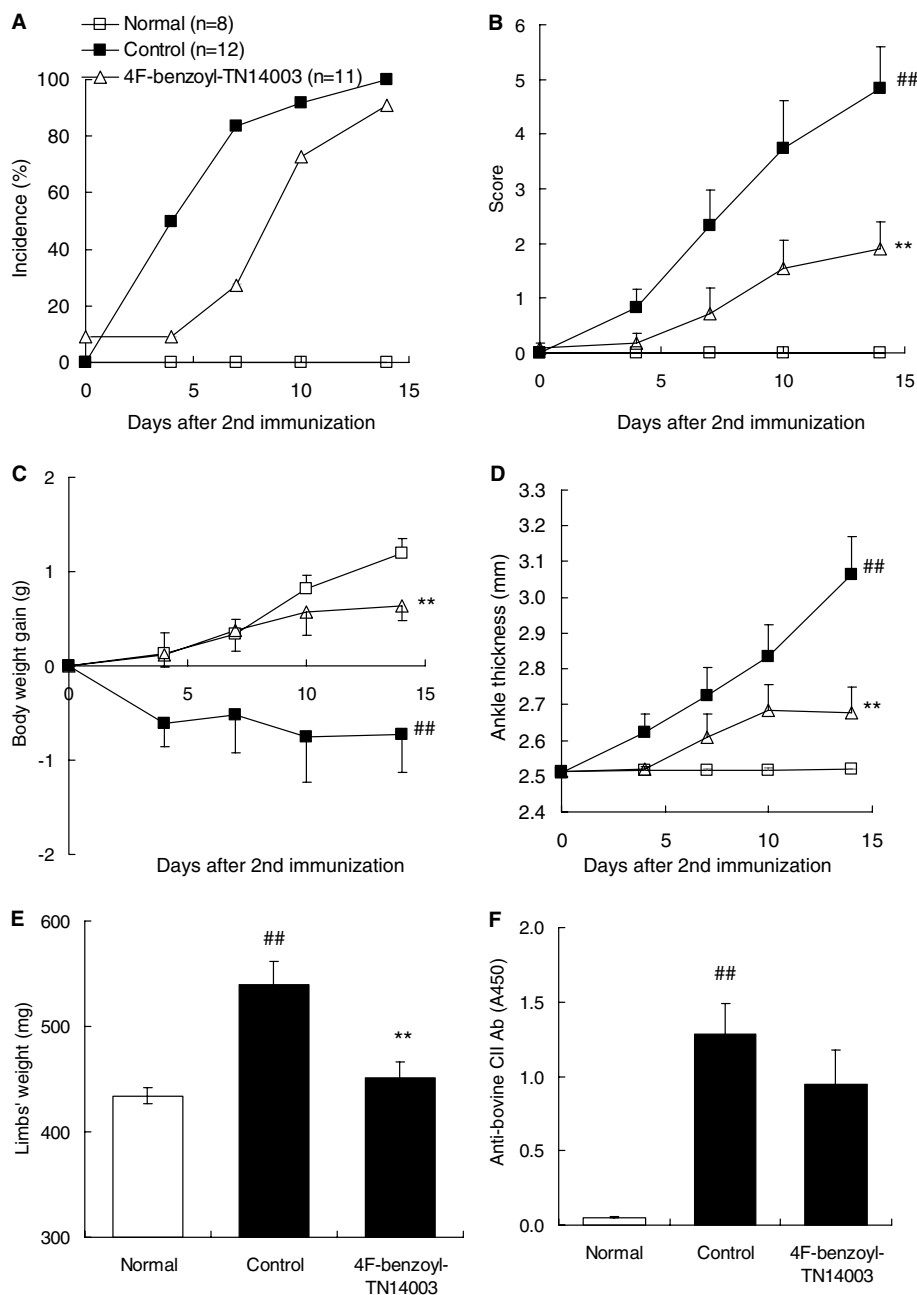 A
Normal (n=8)
Control (n=12)
4F-benzoyl-TN14003 (n=11)
100
80
60
40
20
0
Incidence (%)
0 5 10 15
Days after 2nd immunization
B
6
5
4
3
2
1
0
Score
##
**
0 5 10 15
Days after 2nd immunization
C
2
1
0
-1
-2
Body weight gain (g)
**
##
0 5 10 15
Days after 2nd immunization
D
3.3
3.2
3.1
3.0
2.9
2.8
2.7
2.6
2.5
2.4
Ankle thickness (mm)
##
**
0 5 10 15
Days after 2nd immunization
E
600
500
400
300
Limbs' weight (mg)
##
**
Normal Control 4F-benzoyl-
TN14003
F
2.0
1.5
1.0
0.5
0.0
Anti-bovine CII Ab (A450)
##
Normal Control 4F-benzoyl-
TN14003